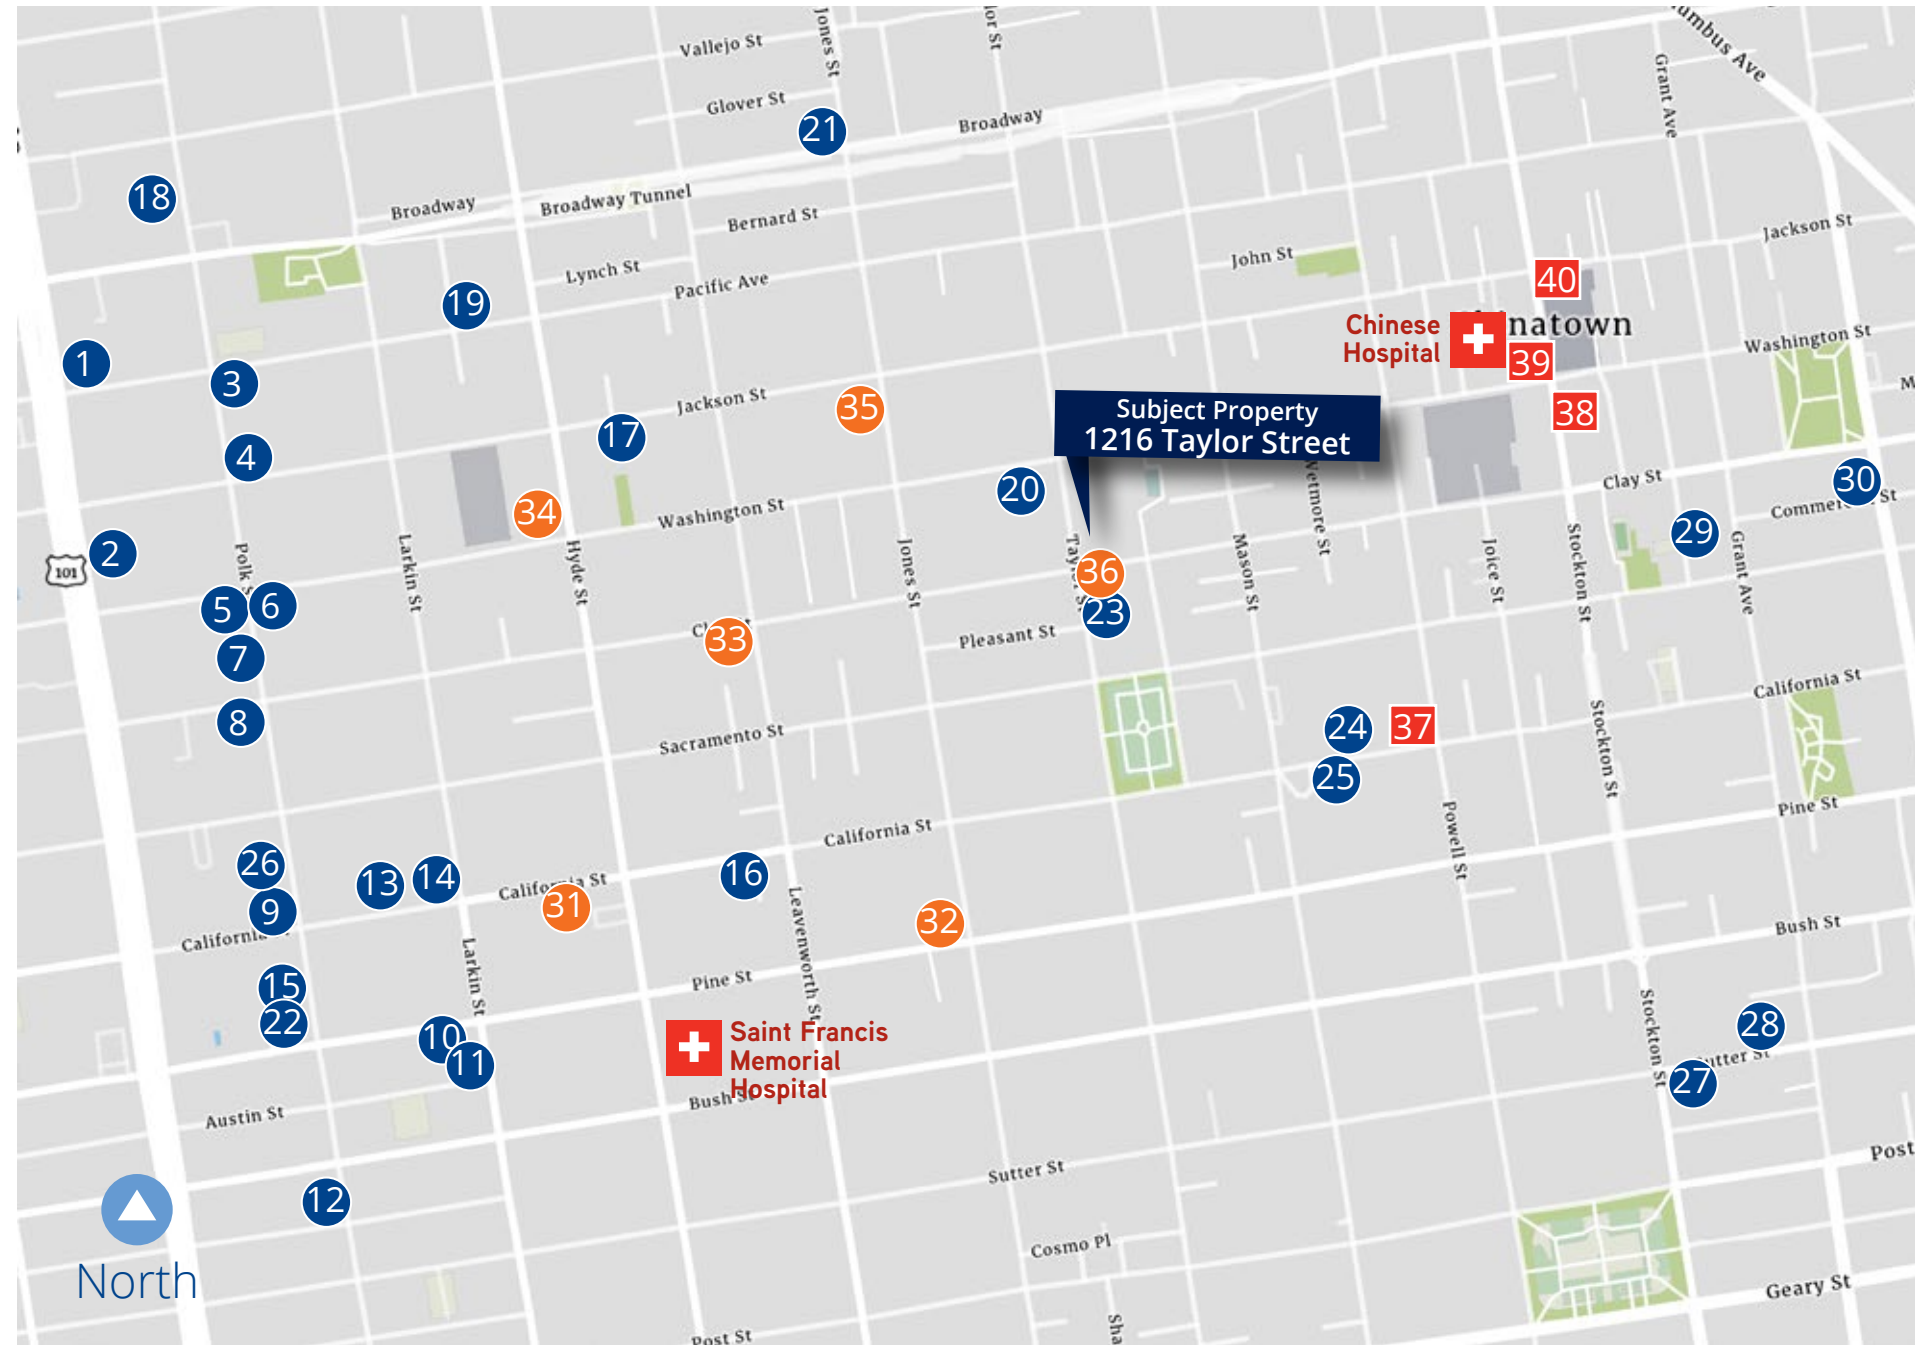 Vallejo St
Jones St
Glover St
21
Broadway
Grant Ave
18
Broadway
Broadway Tunnel
Bernard St
Jackson St
John St
Lynch St
Pacific Ave
40
19
Chinese
Hospital
natown
Washington St
1
3
39
Jackson St
35
38
Subject Property
1216 Taylor Street
17
4
Clay St
20
30
Washington St
34
Commer
St
29
2
101
Polk S
Larkin St
Hyde St
Jones St
Mason St
Wetmore St
Joice St
Stockton St
Grant Ave
36
5
6
23
33
Pleasant St
7
California St
8
Sacramento St
24
37
25
Stockton St
Pine St
Powell St
California St
26
13
14
16
California St
31
9
32
California
Larkin St
Leavenworth St
Bush St
15
Pine St
22
10
11
Saint Francis
Memorial
Hospital
Stockton St
28
Sutter St
27
Bush St
Austin St
12
Sutter St
Post
North
Cosmo Pl
Geary St
Post St
Sha